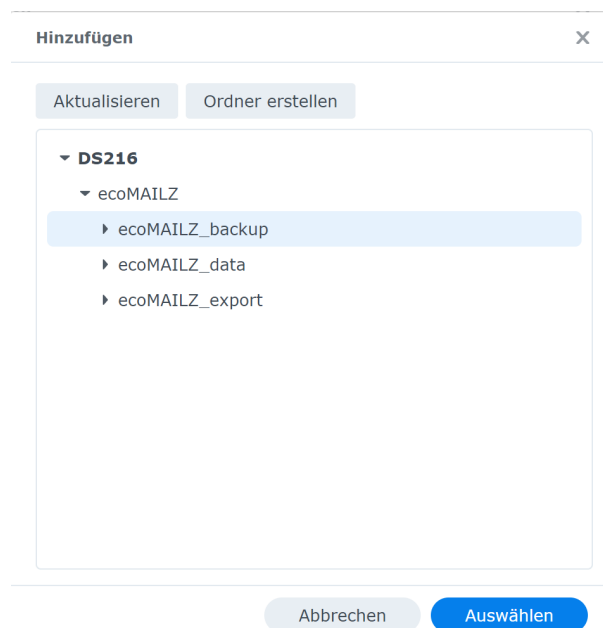 Hinzufügen
Aktualisieren Ordner erstellen
DS216
ecoMAILZ
ecoMAILZ_backup
ecoMAILZ_data
ecoMAILZ_export
Abbrechen Auswählen